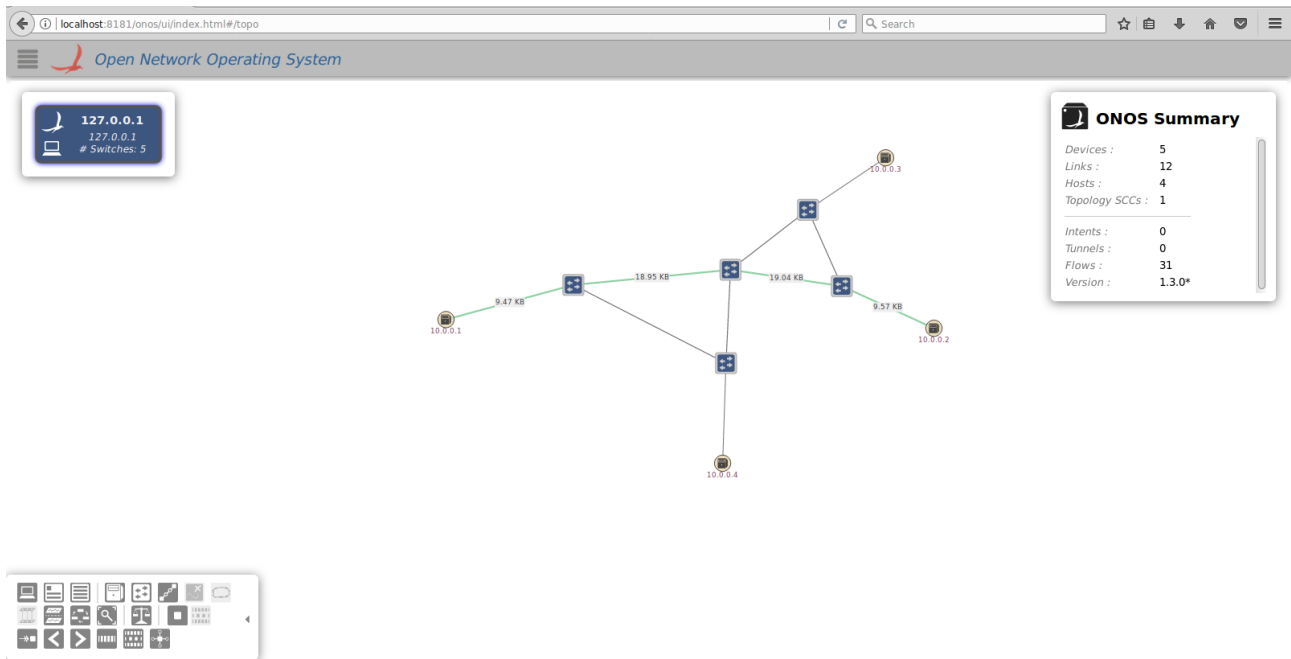 localhost:8181/onos/ui/index.html#/topo
Search
Open Network Operating System
127.0.0.1
127.0.0.1
# Switches: 5
ONOS Summary
Devices : 5
Links : 12
Hosts : 4
Topology SCCs : 1
Intents : 0
Tunnels : 0
Flows : 31
Version : 1.3.0*
10.0.0.3
18.95 KB
19.04 KB
9.47 KB
9.57 KB
10.0.0.1
10.0.0.2
10.0.0.4